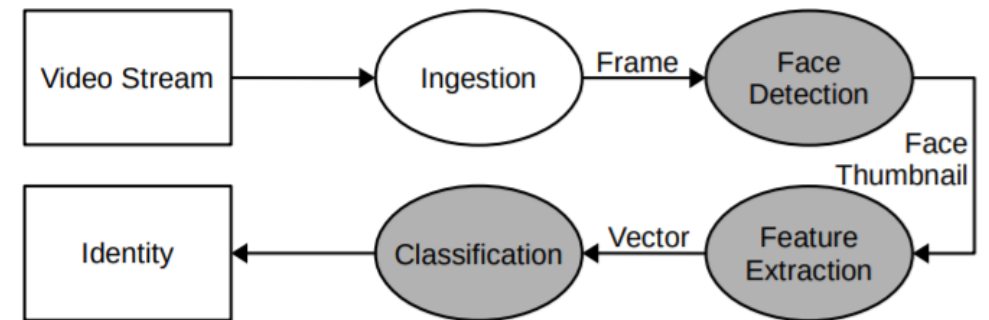 Video Stream
Ingestion
Frame
Face
Detection
Face
Thumbnail
Feature
Extraction
Vector
Classification
Identity